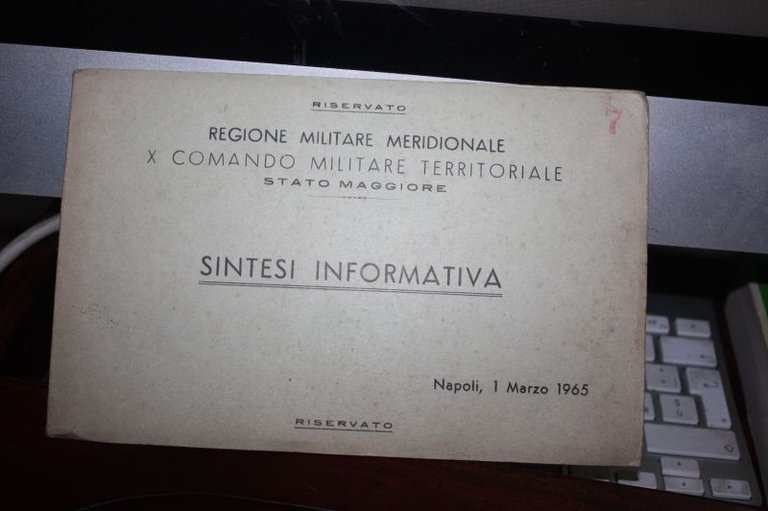 RISERVATO
7
REGIONE MILITARE MERIDIONALE
X COMANDO MILITARE TERRITORIALE
STATO MAGGIORE
SINTESI INFORMATIVA
Napoli, 1 Marzo 1965
RISERVATO